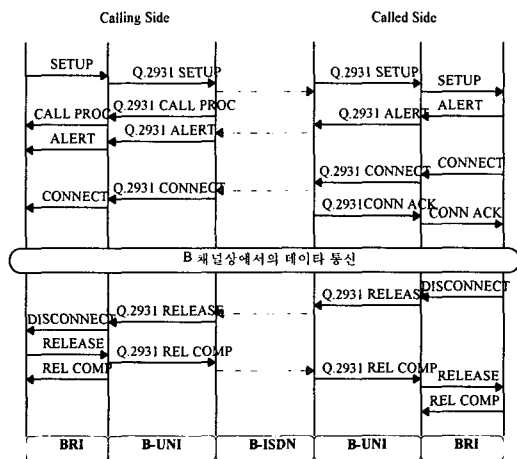 Calling Side Called Side
SETUP
Q.2931 SETUP Q.2931 SETUP
SETUP
Q.2931 CALL PROC Q.2931 ALERT ALERT
CALL PROC
Q.2931 ALERT
ALERT
CONNECT
Q.2931 CONNECT
Q.2931 CONNECT
CONNECT
Q.2931CONN ACK
CONN ACK
B 채널상에서의 데이타 통신
DISCONNECT
Q.2931 RELEASE
Q.2931 RELEASE
DISCONNECT
RELEASE
Q.2931 REL COMP
REL COMP Q.2931 REL COMP
RELEASE
REL COMP
BRI B-UNI B-ISDN B-UNI BRI